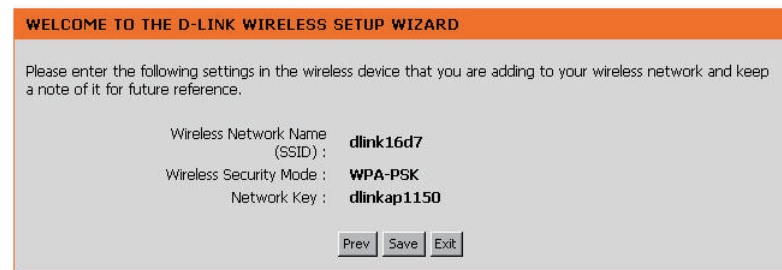 WELCOME TO THE D-LINK WIRELESS SETUP WIZARD
Please enter the following settings in the wireless device that you are adding to your wireless network and keep
a note of it for future reference.
Wireless Network Name
(SSID) : dlink16d7
Wireless Security Mode : WPA-PSK
Network Key : dlinkap1150
Prev Save Exit